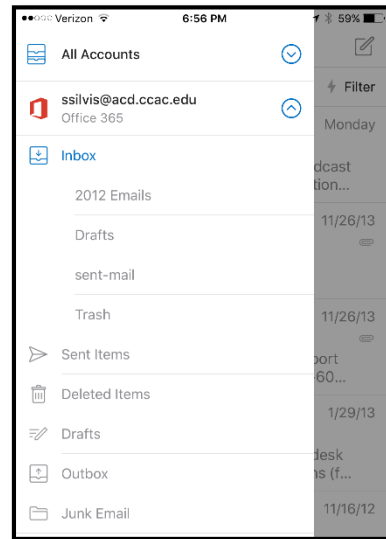 Verizon 6:56 PM 59%
All Accounts
ssilvis@acd.ccac.edu
Office 365
Filter
Inbox
Monday
2012 Emails
dcast
tion...
Drafts
11/26/13
sent-mail
Trash
11/26/13
Sent Items
port
60...
Deleted Items
Drafts
1/29/13
Outbox
desk
ns (f...
Junk Email
11/16/12